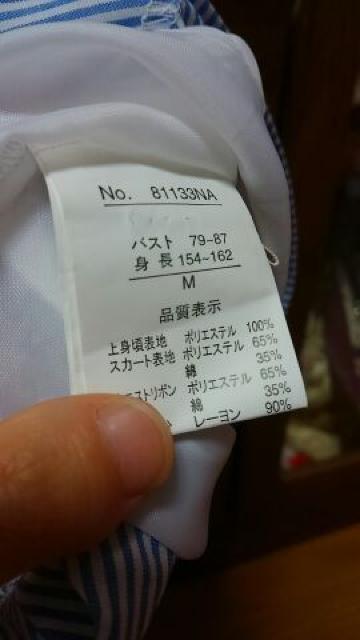 No. 81133NA
バスト 79-87
身長 154~162
M
品質表示
上身頃表地 ポリエステル 100%
スカート表地 ポリエステル 65%
綿 35%
ストリボン ポリエステル 65%
綿 35%
レーヨン 90%